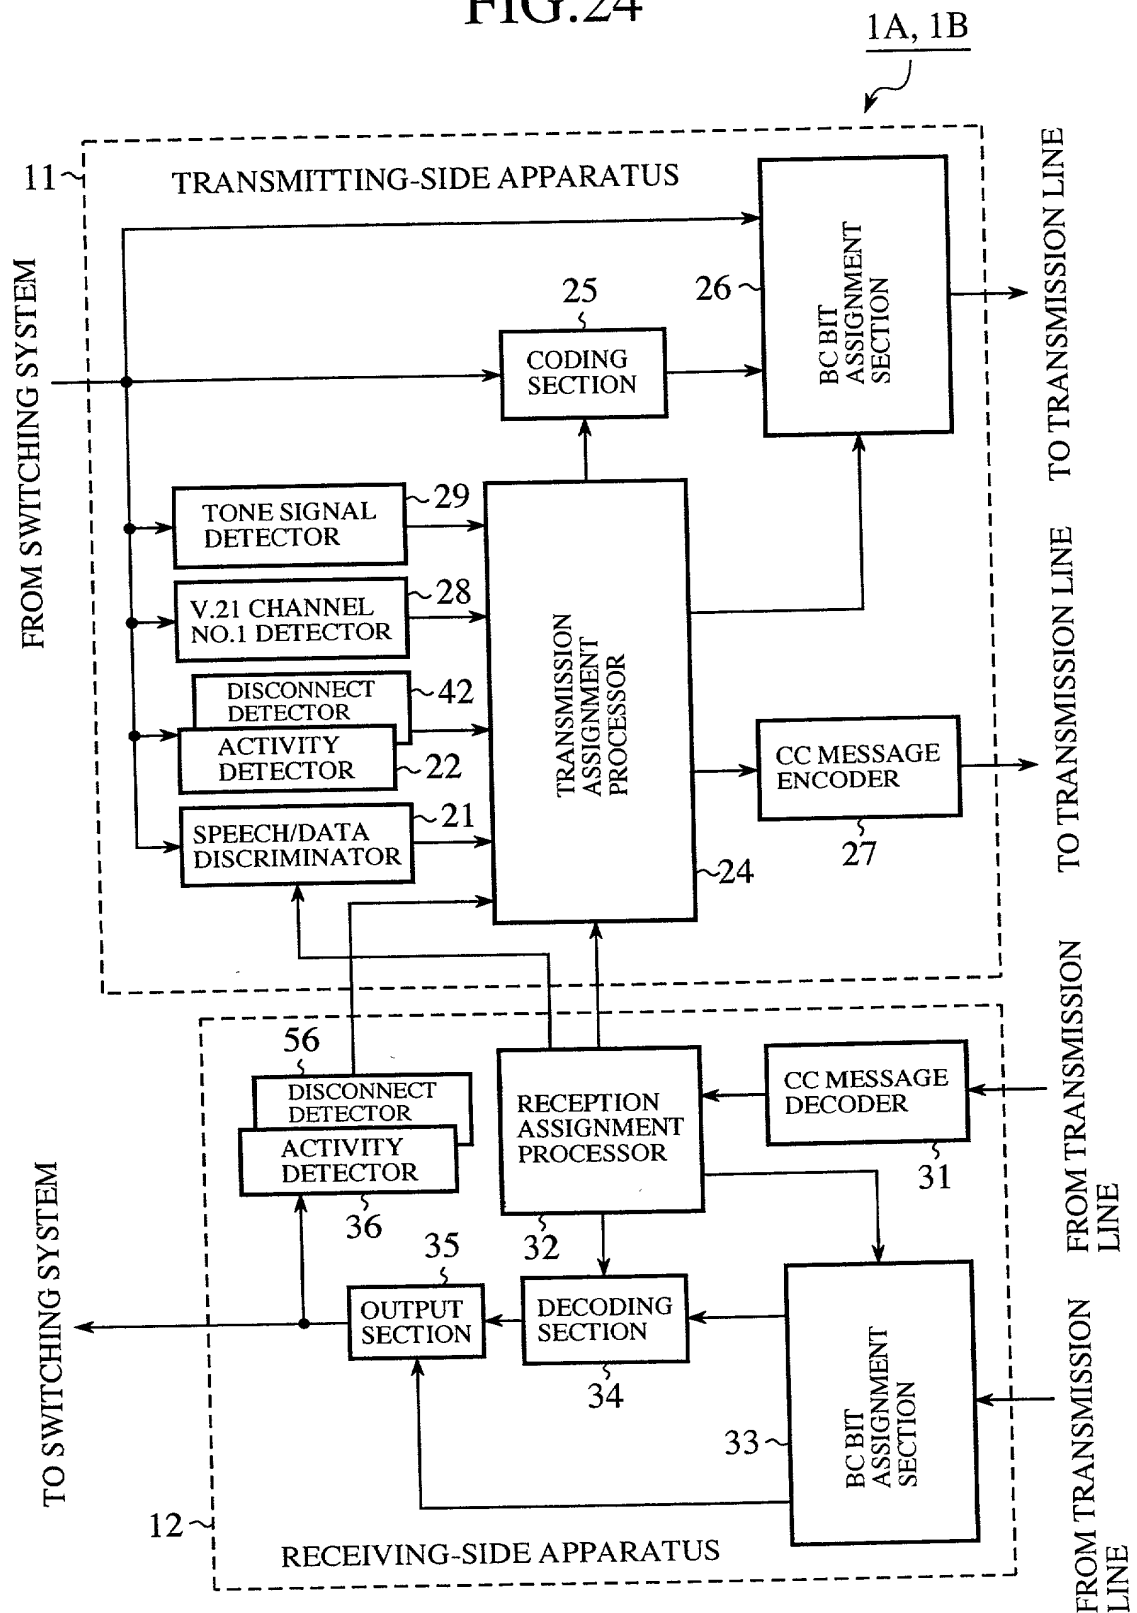 FIG.24
1A, 1B
11
TRANSMITTING-SIDE APPARATUS
FROM SWITCHING SYSTEM
25
CODING
SECTION
26
BC BIT
ASSIGNMENT
SECTION
TO TRANSMISSION LINE
29
TONE SIGNAL
DETECTOR
28
V.21 CHANNEL
NO.1 DETECTOR
42
DISCONNECT
DETECTOR
ACTIVITY
DETECTOR
22
21
SPEECH/DATA
DISCRIMINATOR
TRANSMISSION
ASSIGNMENT
PROCESSOR
24
CC MESSAGE
ENCODER
27
TO TRANSMISSION LINE
56
DISCONNECT
DETECTOR
ACTIVITY
DETECTOR
36
RECEPTION
ASSIGNMENT
PROCESSOR
32
CC MESSAGE
DECODER
31
FROM TRANSMISSION
LINE
TO SWITCHING SYSTEM
35
OUTPUT
SECTION
DECODING
SECTION
34
33
BC BIT
ASSIGNMENT
SECTION
FROM TRANSMISSION
LINE
12
RECEIVING-SIDE APPARATUS